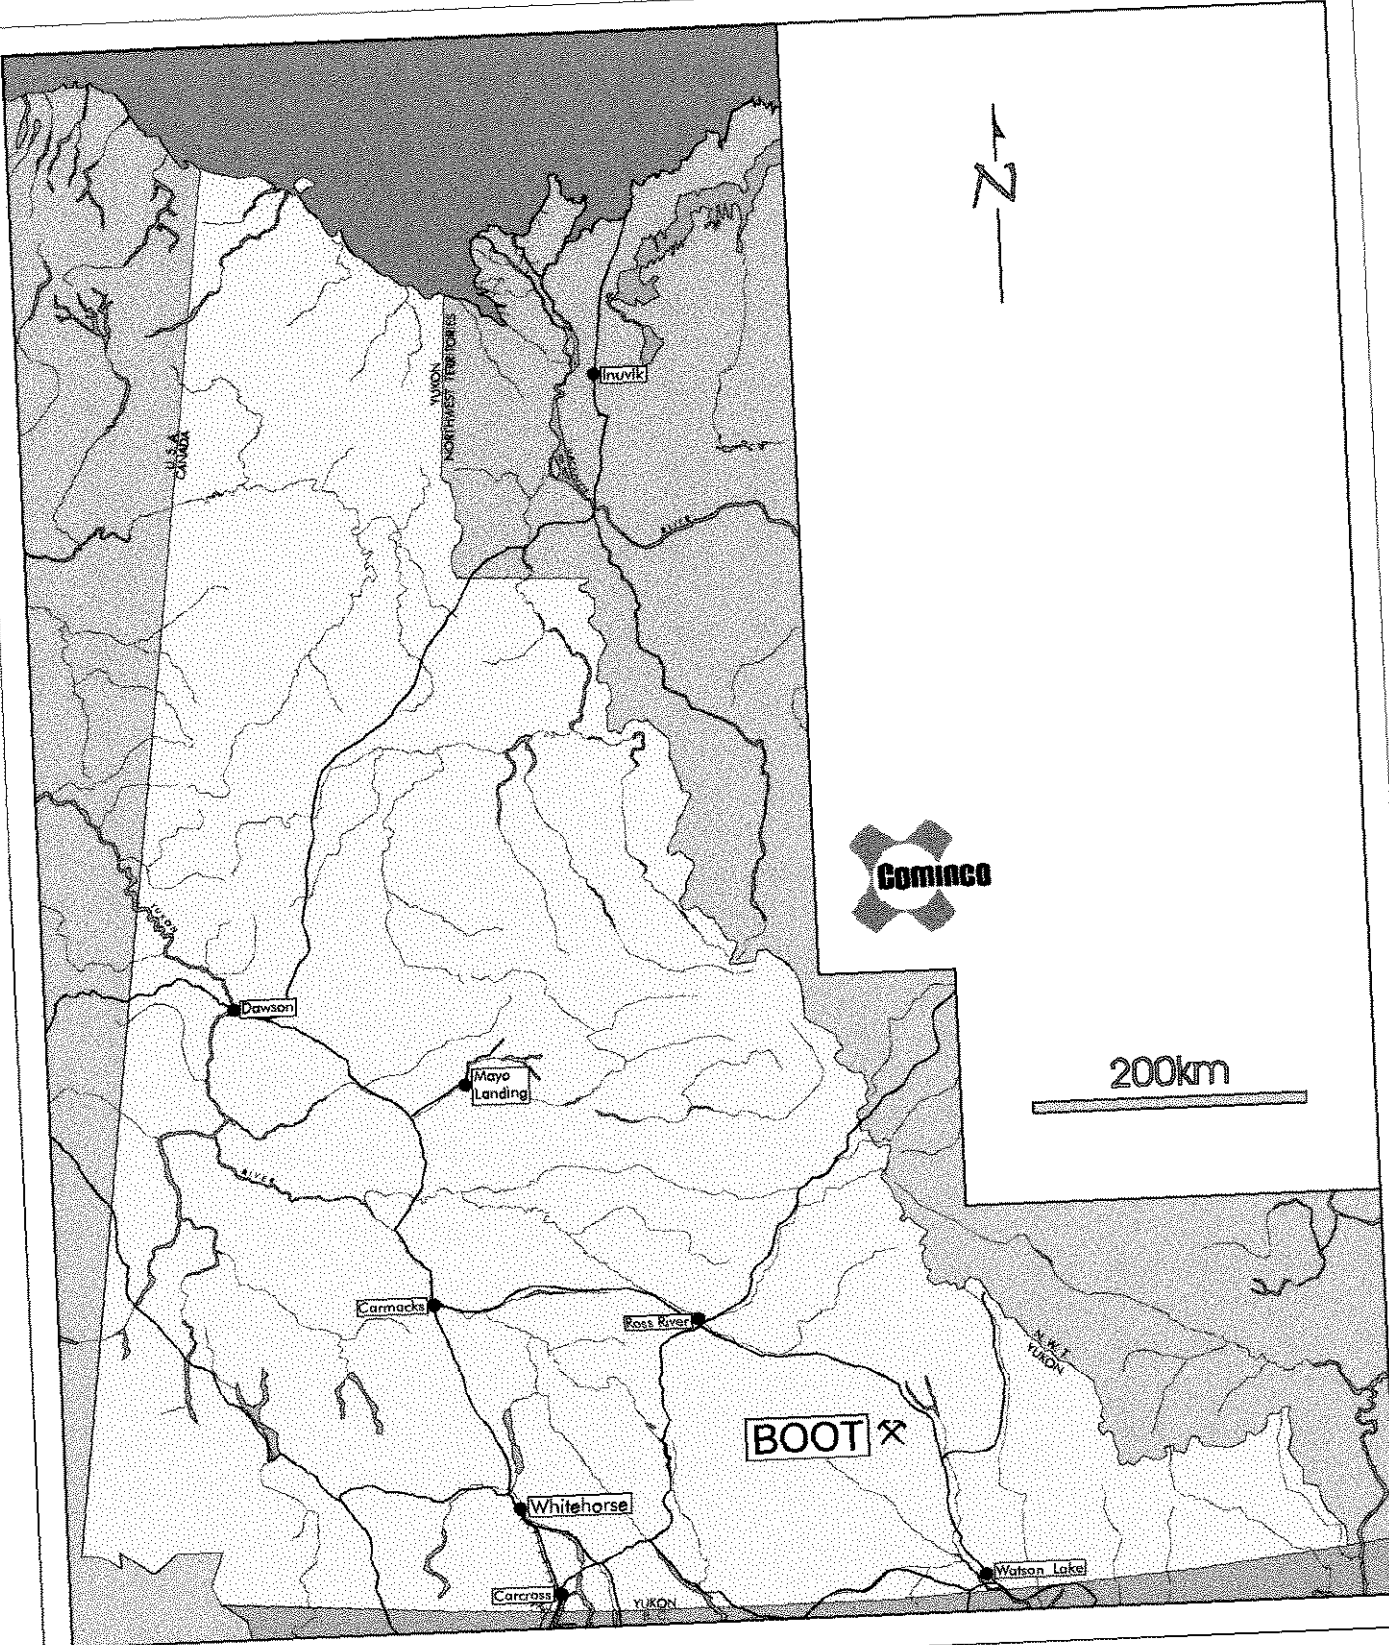 N
Inuvik
YUKON
NORTHWEST TERRITORIES
U.S.A.
CANADA
RIVER
Cominco
YUKON
Dawson
200km
Mayo
Landing
RIVER
Carmacks
Ross River
N.W.T.
YUKON
BOOT
Whitehorse
Watson Lake
Carcross
YUKON